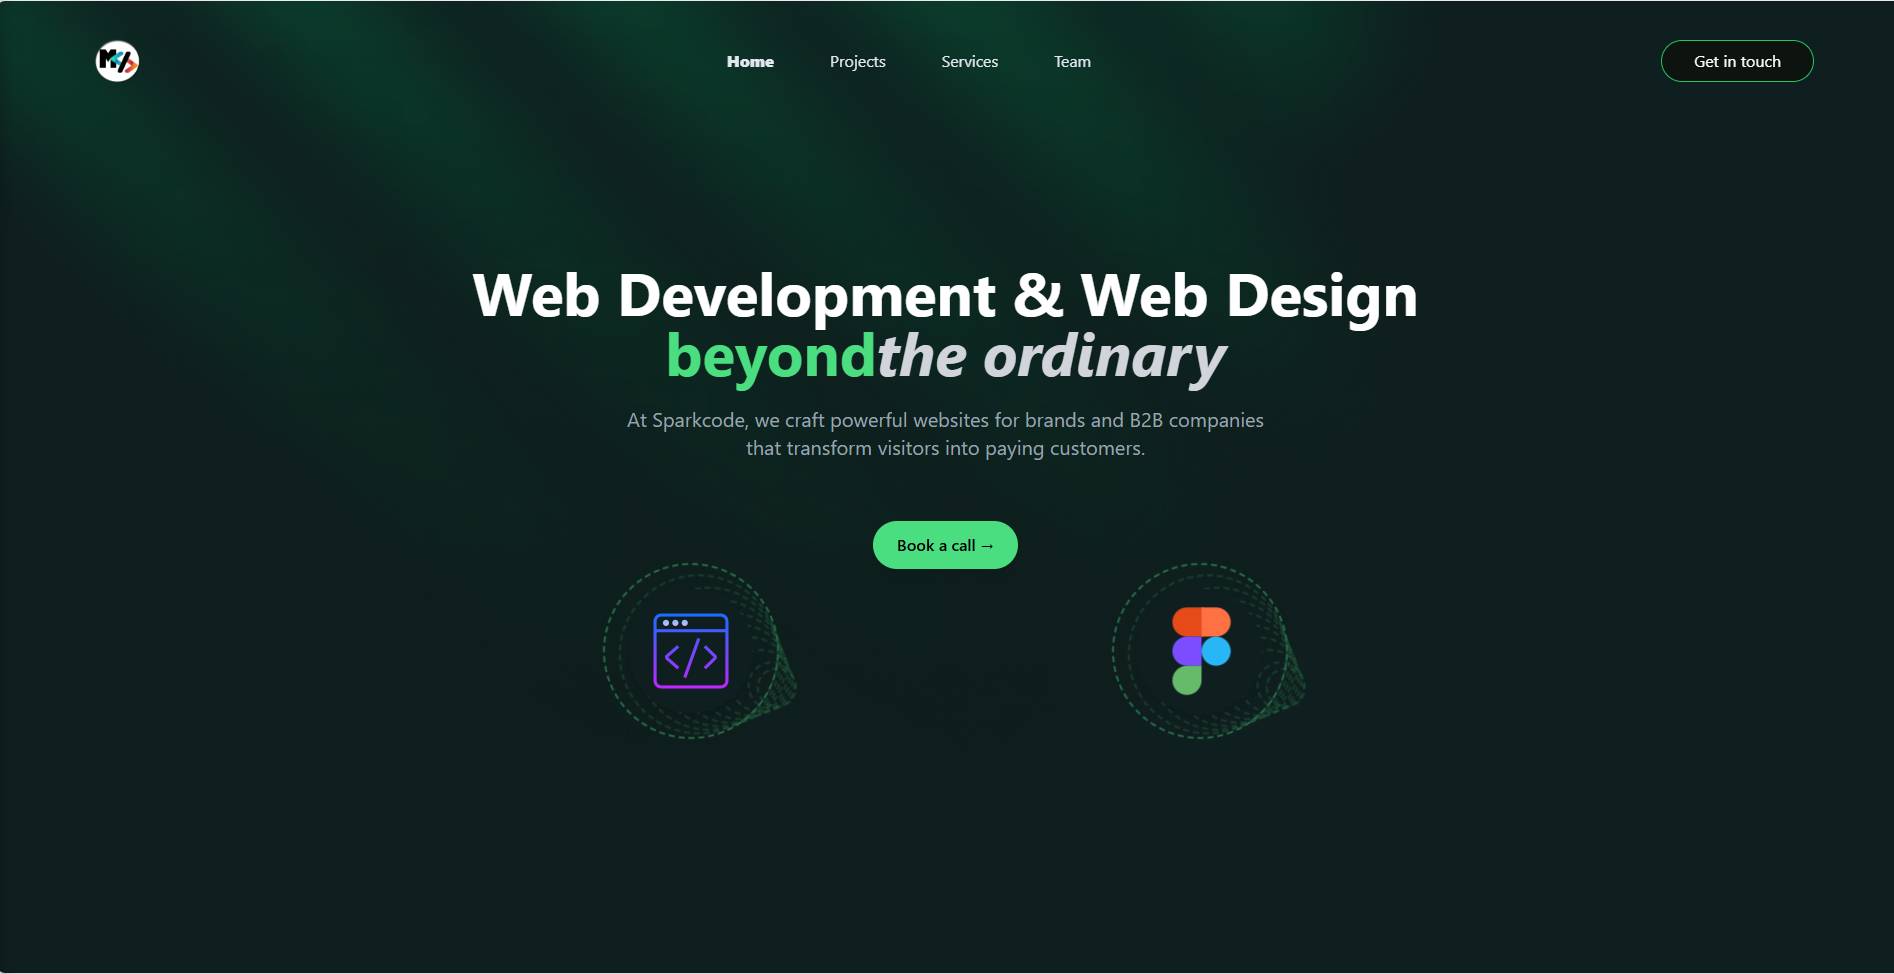 M</>
Home
Projects
Services
Team
Get in touch
Web Development & Web Design
beyondthe ordinary
At Sparkcode, we craft powerful websites for brands and B2B companies
that transform visitors into paying customers.
Book a call →
</>